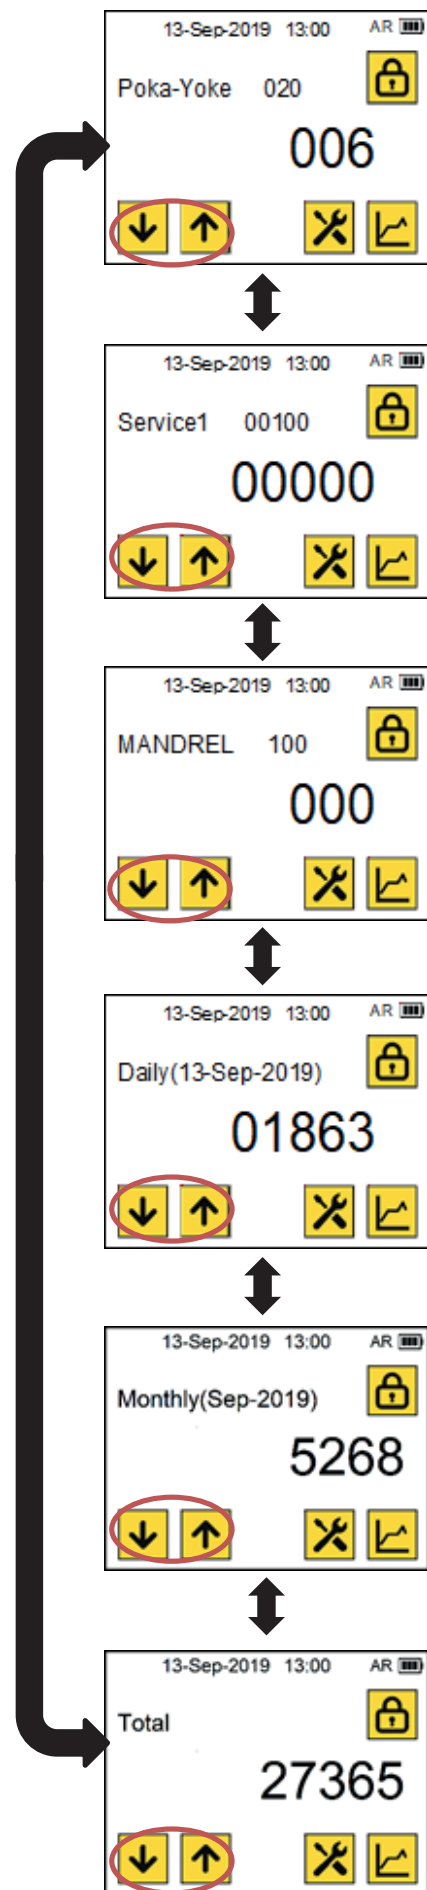 13-Sep-2019 13:00 AR
Poka-Yoke 020
006
13-Sep-2019 13:00 AR
Service1 00100
00000
13-Sep-2019 13:00 AR
MANDREL 100
000
13-Sep-2019 13:00 AR
Daily(13-Sep-2019)
01863
13-Sep-2019 13:00 AR
Monthly(Sep-2019)
5268
13-Sep-2019 13:00 AR
Total
27365